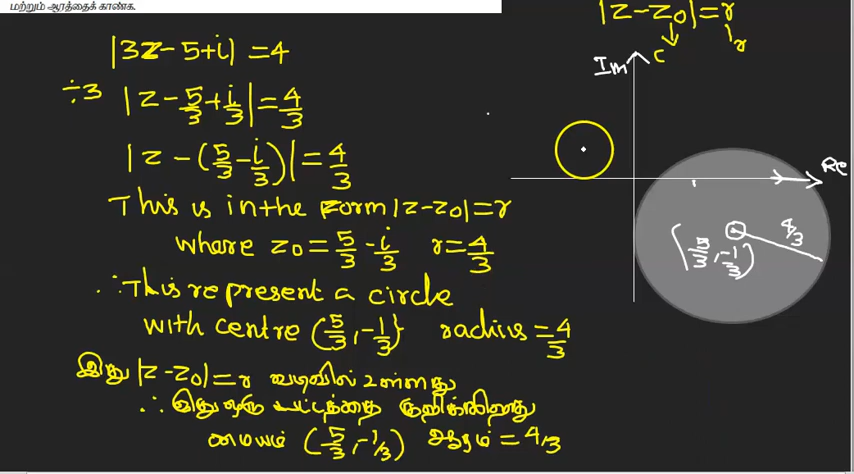 மற்றும் ஆரத்தைக் காண்க.
|z-z₀|=r
c r
|3z-5+i|=4
÷3 |z-5/3+i/3|=4/3
|z-(5/3-i/3)|=4/3
This is in the form |z-z₀|=r
where z₀=5/3-i/3 r=4/3
∴ This represent a circle
with centre (5/3,-1/3} radius=4/3
இது |z-z₀|=r வடிவில் உள்ளது
∴ இது ஒரு வட்டத்தை குறிக்கிறது
மையம் (5/3,-1/3) ஆரம்=4/3
Im
Re
4/3
(5/3,-1/3)